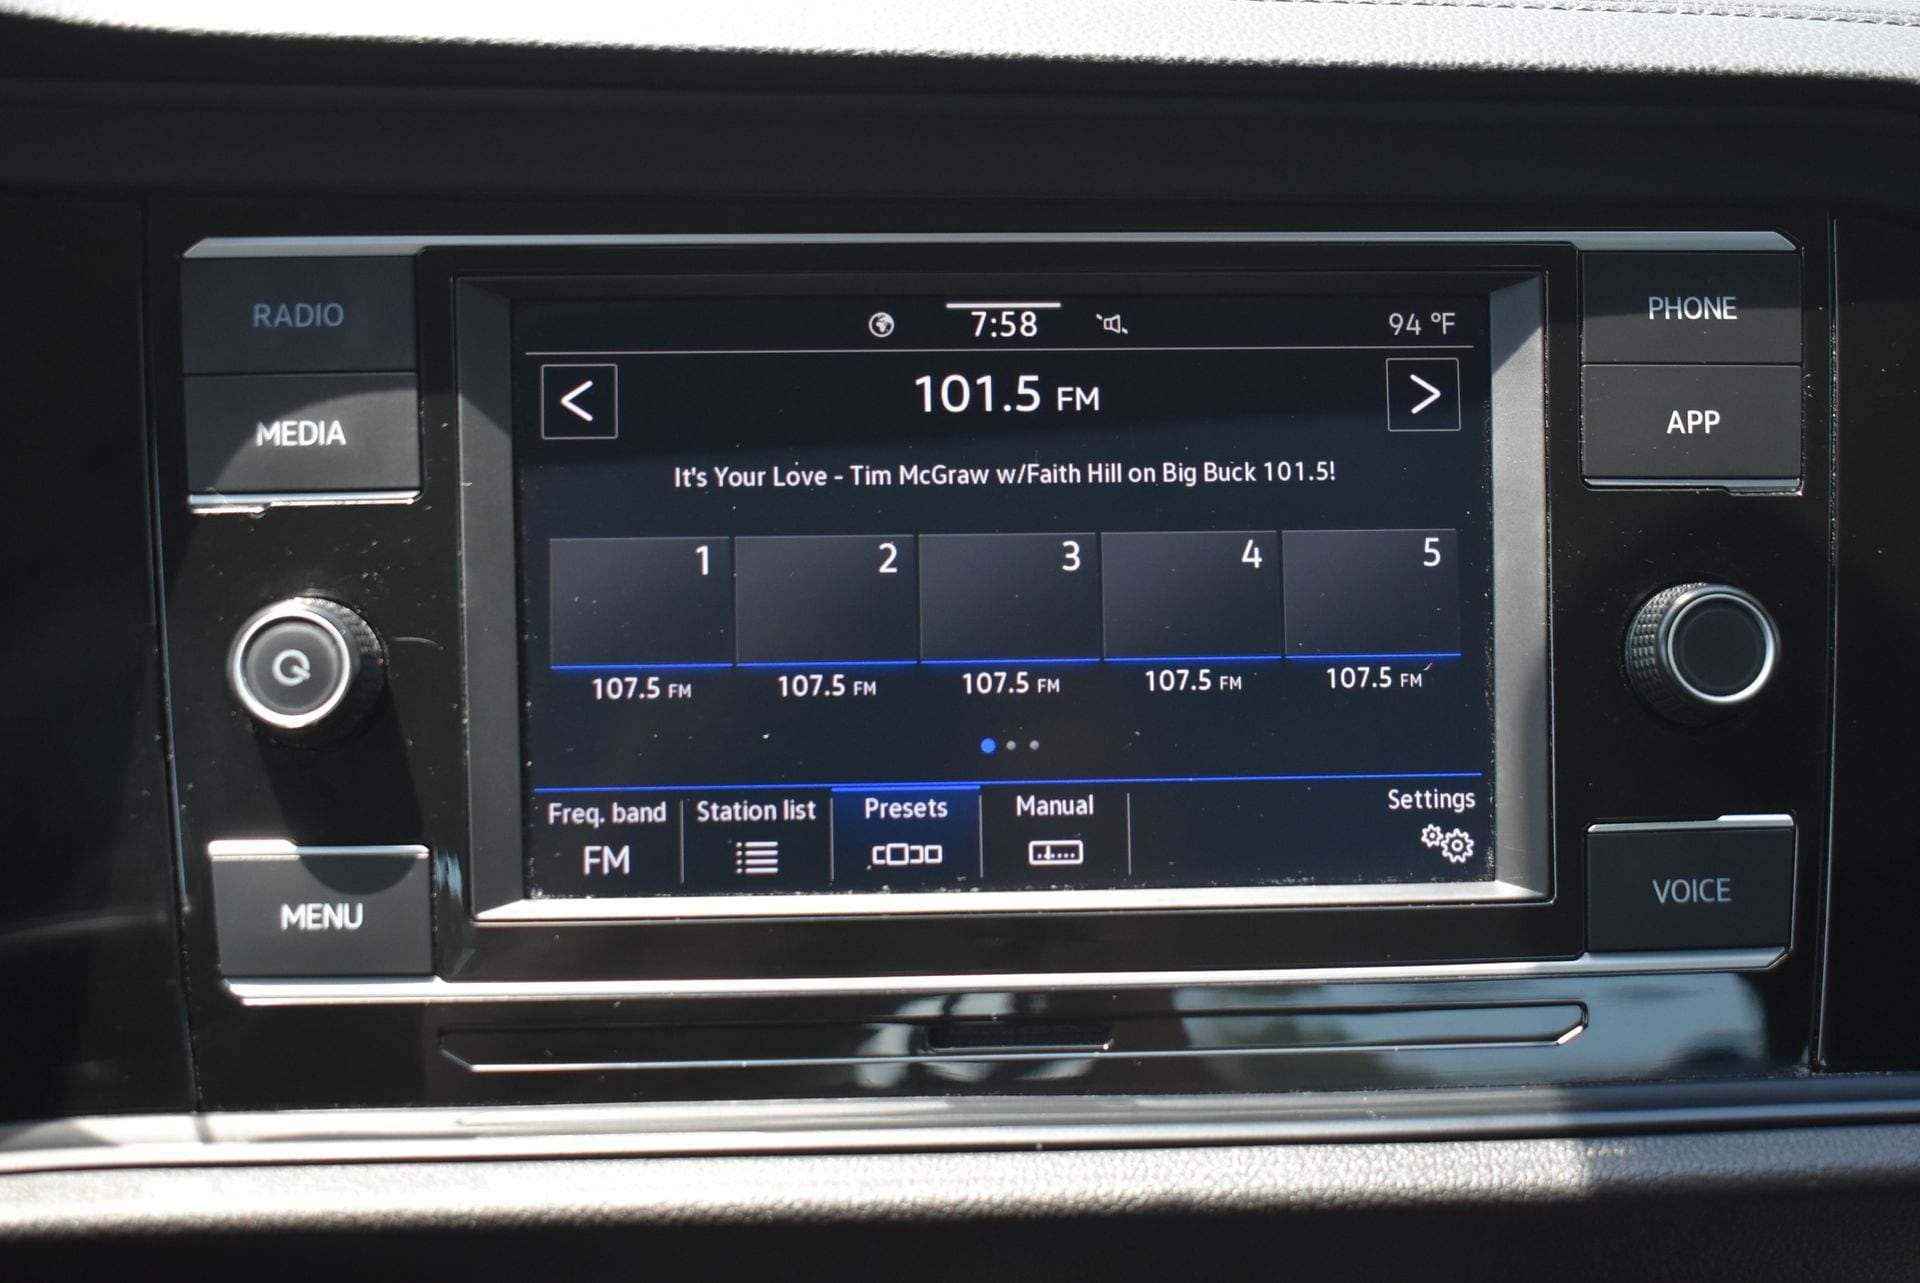 RADIO
MEDIA
MENU
7:58
94 °F
101.5 FM
It's Your Love - Tim McGraw w/Faith Hill on Big Buck 101.5!
1
2
3
4
5
107.5 FM
107.5 FM
107.5 FM
107.5 FM
107.5 FM
Freq. band
FM
Station list
Presets
Manual
Settings
PHONE
APP
VOICE